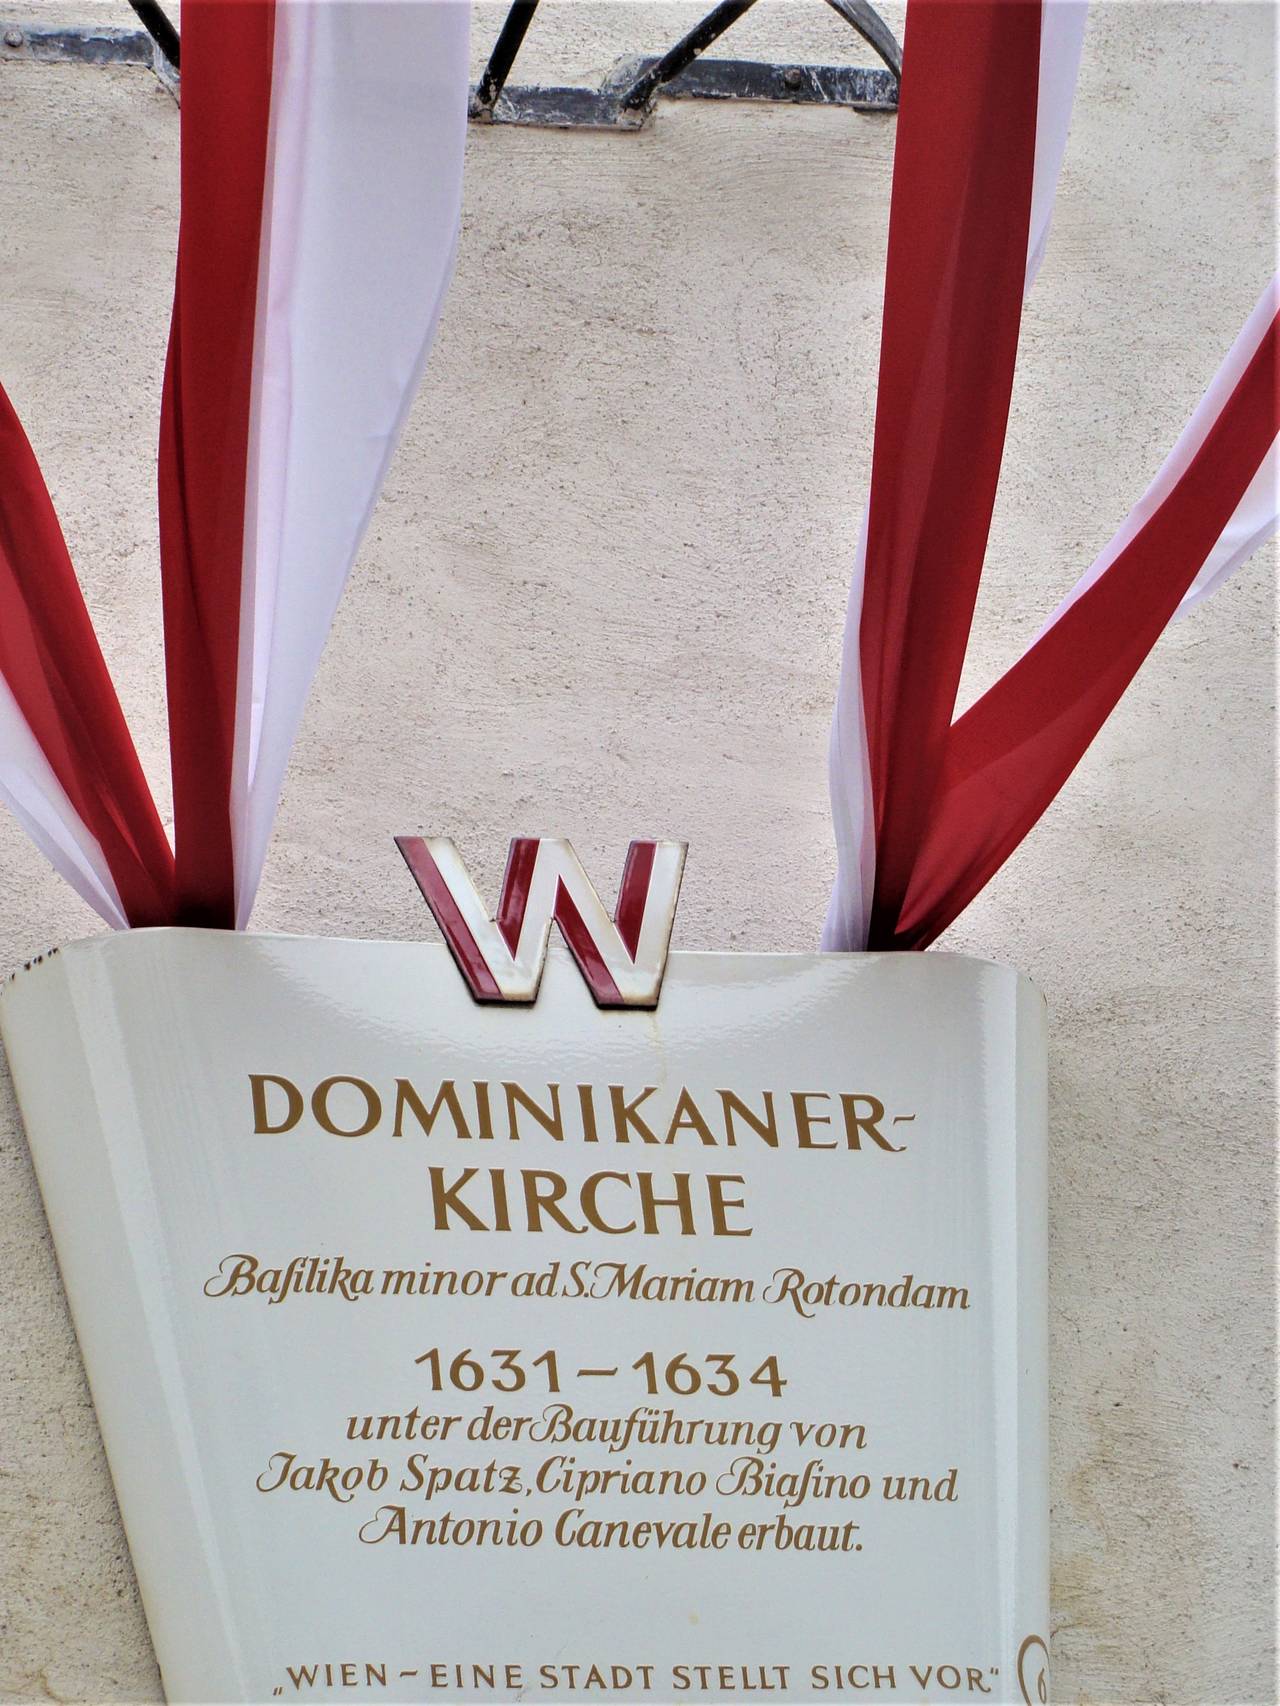 W
DOMINIKANER-
KIRCHE
Baſilika minor ad S. Mariam Rotondam
1631 – 1634
unter der Bauführung von
Jakob Spatz, Cipriano Biaſino und
Antonio Canevale erbaut.
„WIEN – EINE STADT STELLT SICH VOR“